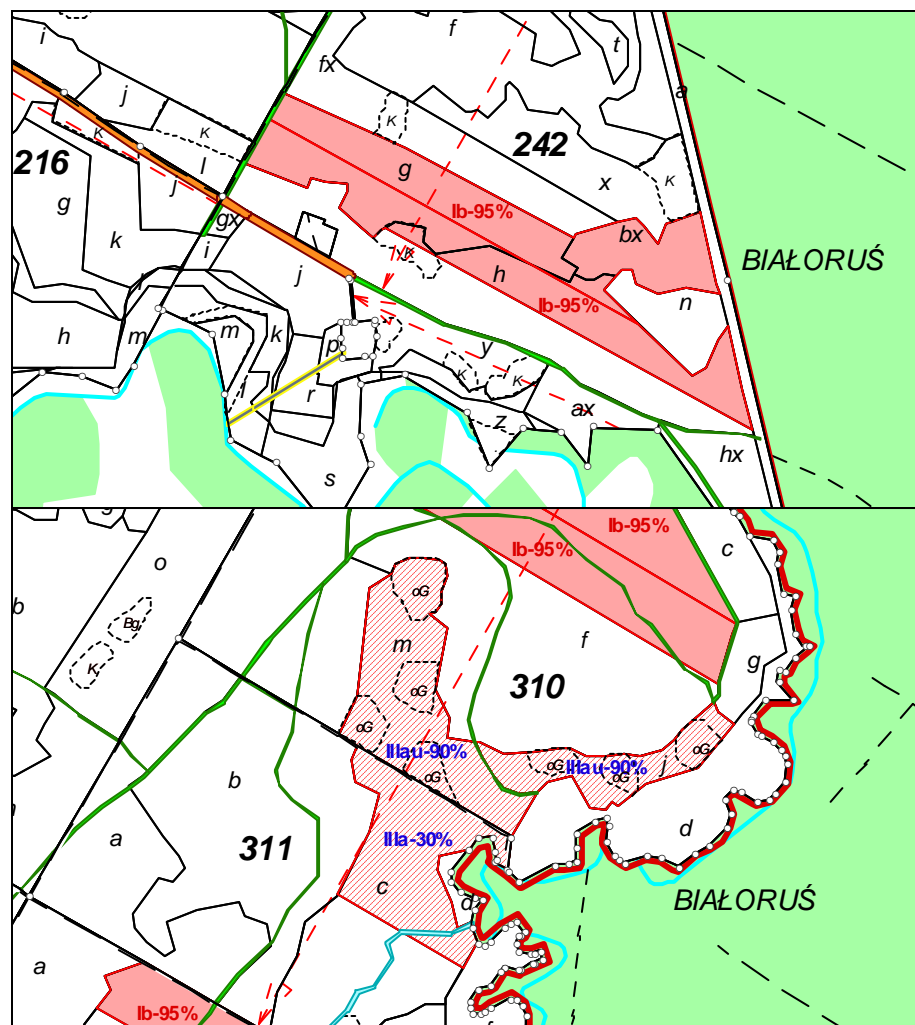 i
f
t
fx
a
j
K
K
K
242
216
l
j
g
x
K
g
Ib-95%
gx
bx
k
i
BIAŁORUŚ
K
h
j
Ib-95%
n
l
h
m
m
k
p
y
K
K
l
r
z
ax
s
hx
g
Ib-95%
Ib-95%
o
c
b
oG
Bg
f
m
K
g
310
oG
oG
oG
IIIau-90%
oG
oG
IIIau-90%
oG
i
b
a
311
IIIa-30%
d
c
d
BIAŁORUŚ
a
Ib-95%
f